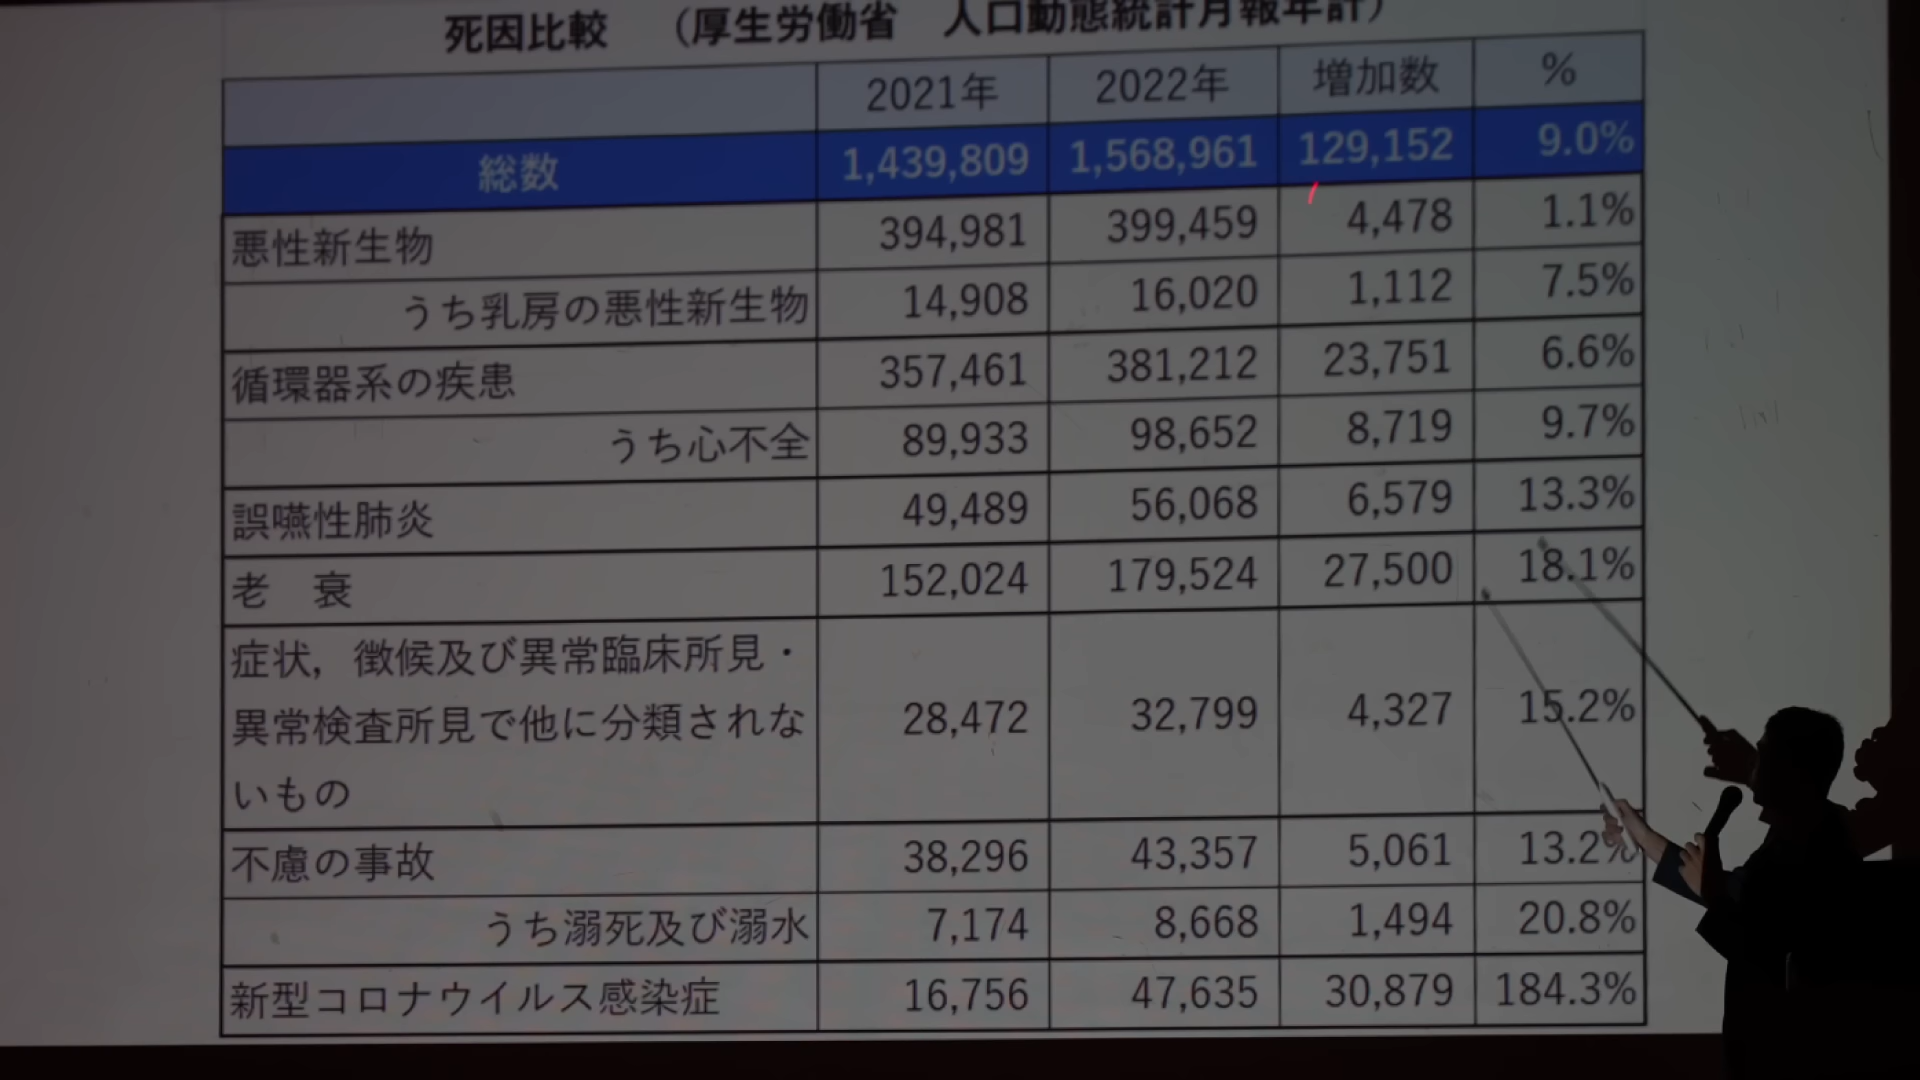 死因比較　（厚生労働省　人口動態統計月報年計）
2021年 2022年 増加数 %
総数 1,439,809 1,568,961 129,152 9.0%
悪性新生物 394,981 399,459 4,478 1.1%
うち乳房の悪性新生物 14,908 16,020 1,112 7.5%
循環器系の疾患 357,461 381,212 23,751 6.6%
うち心不全 89,933 98,652 8,719 9.7%
誤嚥性肺炎 49,489 56,068 6,579 13.3%
老　衰 152,024 179,524 27,500 18.1%
症状，徴候及び異常臨床所見・
異常検査所見で他に分類されな
いもの 28,472 32,799 4,327 15.2%
不慮の事故 38,296 43,357 5,061 13.2%
うち溺死及び溺水 7,174 8,668 1,494 20.8%
新型コロナウイルス感染症 16,756 47,635 30,879 184.3%